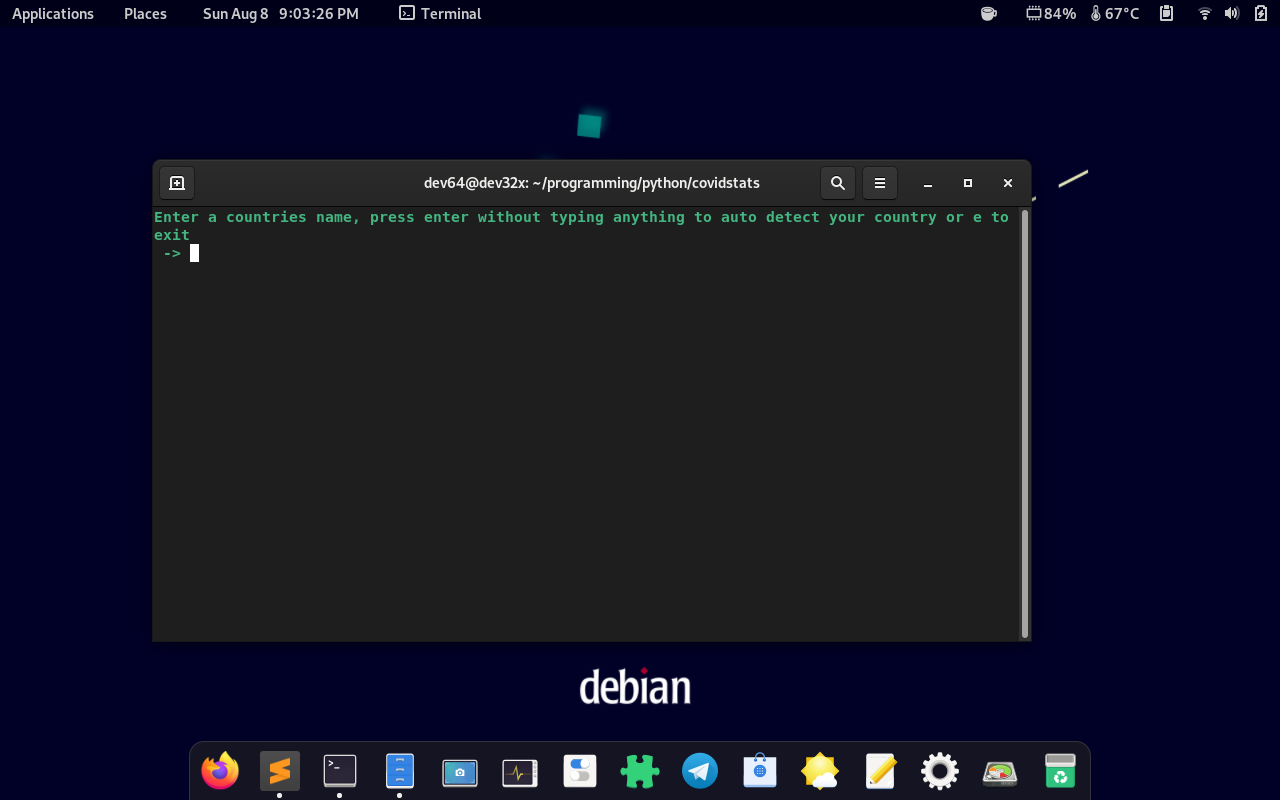 Applications Places Sun Aug 8 9:03:26 PM Terminal 84% 67°C
dev64@dev32x: ~/programming/python/covidstats
Enter a countries name, press enter without typing anything to auto detect your country or e to
exit
->
debian